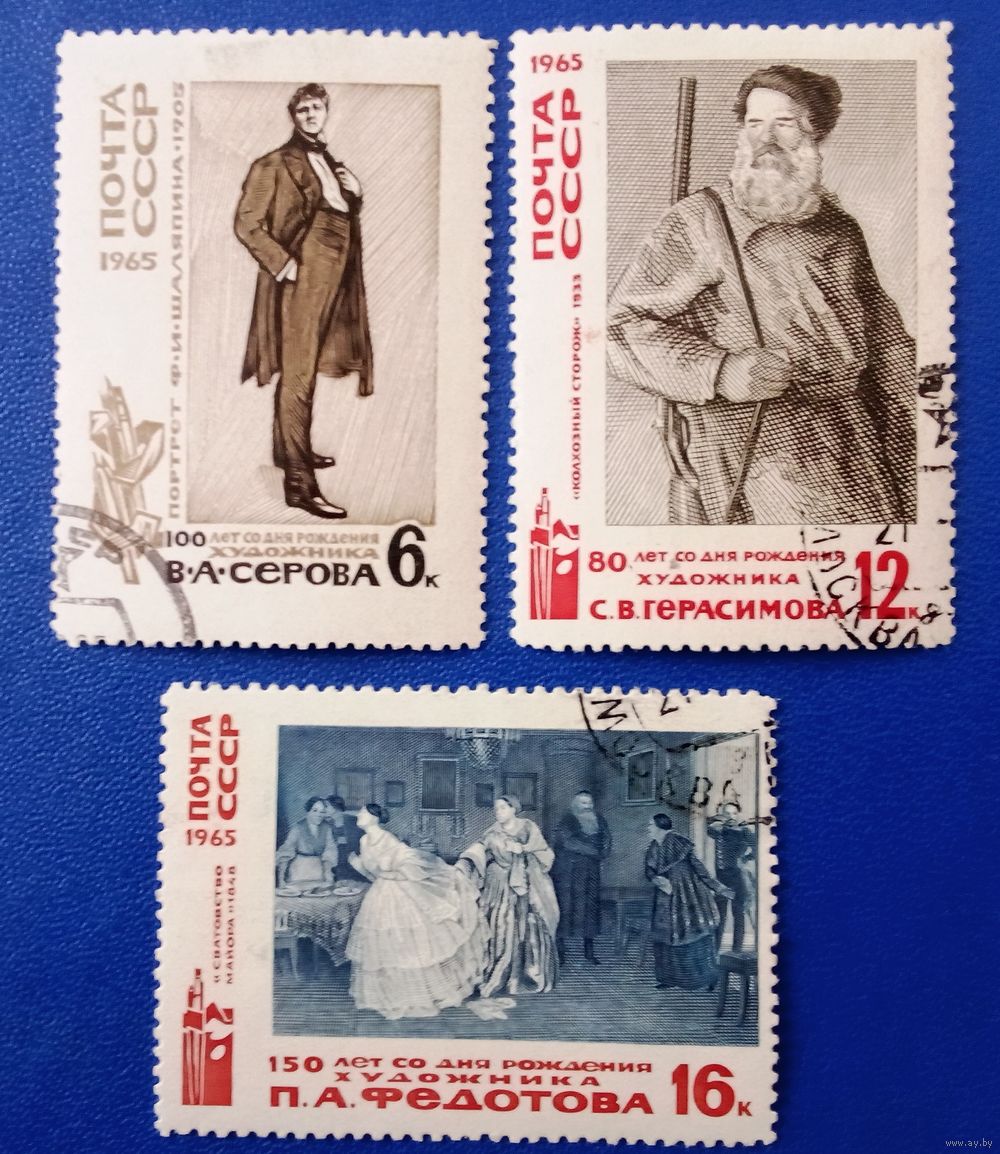 ПОЧТА
СССР
1965
ПОРТРЕТ Ф·И·ШАЛЯПИНА·1905
100 ЛЕТ СО ДНЯ РОЖДЕНИЯ
ХУДОЖНИКА
В·А·СЕРОВА 6К
1965
ПОЧТА
СССР
«КОЛХОЗНЫЙ СТОРОЖ» 1933
80 ЛЕТ СО ДНЯ РОЖДЕНИЯ
ХУДОЖНИКА
С.В.ГЕРАСИМОВА 12К
МОСКВА
ПОЧТА
СССР
1965
«СВАТОВСТВО
МАЙОРА» 1848
150 ЛЕТ СО ДНЯ РОЖДЕНИЯ
ХУДОЖНИКА
П.А.ФЕДОТОВА 16К
МОСКВА
www.ay.by